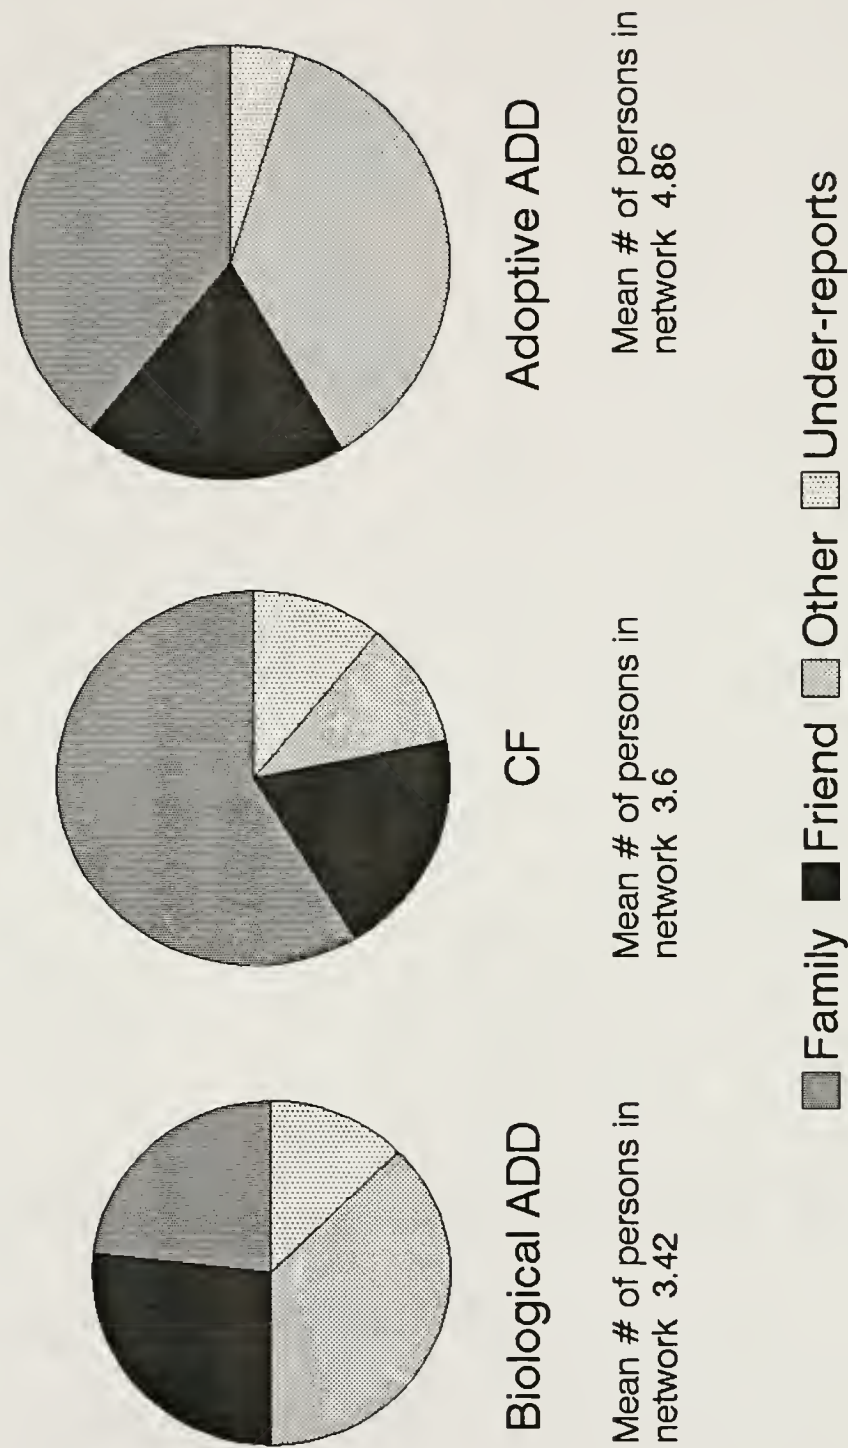 Biological ADD
Mean # of persons in
network 3.42
CF
Mean # of persons in
network 3.6
Adoptive ADD
Mean # of persons in
network 4.86
Family Friend Other Under-reports